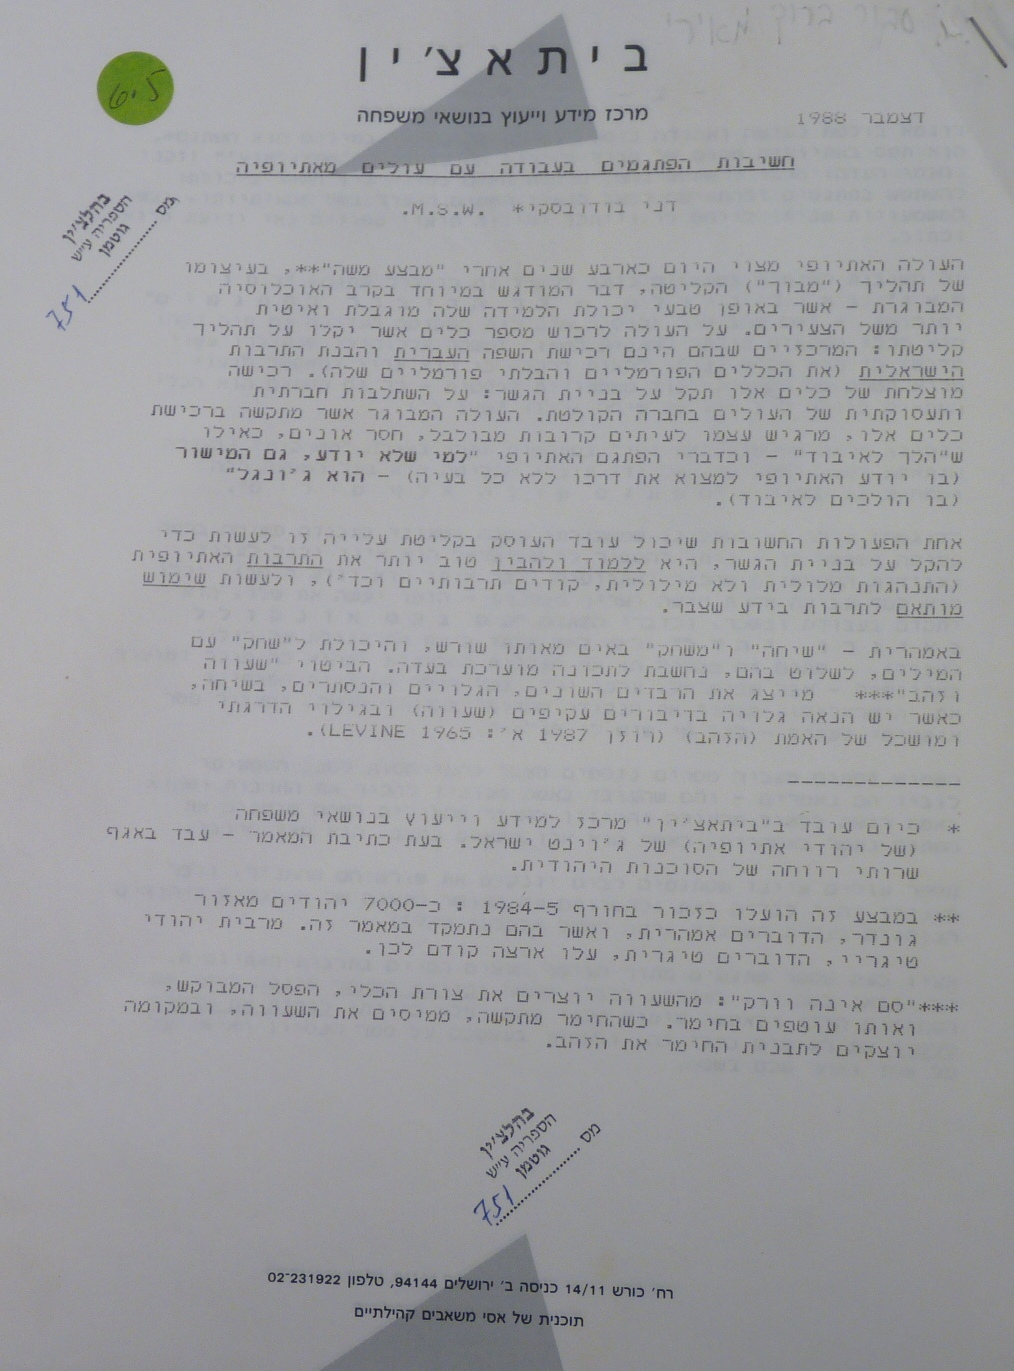 ביתאצ'ין
6.5
מרכז מידע וייעוץ בנושאי משפחה
דצמבר 1988
חשיבות הפתגמים בעבודה עם עולים מאתיופיה
דני בודובסקי* M.S.W.
בהלצ'ין
הספריה ע"ש
גוטמן
מס ... 751
העולה האתיופי מצוי היום כארבע שנים אחרי "מבצע משה"**, בעיצומו
של תהליך ("מבוך") הקליטה, דבר המודגש במיוחד בקרב האוכלוסיה
המבוגרת - אשר באופן טבעי יכולת הלמידה שלה מוגבלת ואיטית
יותר משל הצעירים. על העולה לרכוש מספר כלים אשר יקלו על תהליך
קליטתו: המרכזיים שבהם הינם רכישת השפה העברית והבנת התרבות
הישראלית (את הכללים הפורמליים והבלתי פורמליים שלה). רכישה
מוצלחת של כלים אלו תקל על בניית הגשר: על השתלבות חברתית
ותעסוקתית של העולים בחברה הקולטת. העולה המבוגר אשר מתקשה ברכישת
כלים אלו, מרגיש עצמו לעיתים קרובות מבולבל, חסר אונים, כאילו
ש"הלך לאיבוד" - וכדברי הפתגם האתיופי "למי שלא יודע, גם המישור
(בו יודע האתיופי למצוא את דרכו ללא כל בעיה) - הוא ג'ונגל"
(בו הולכים לאיבוד).
אחת הפעולות החשובות שיכול עובד העוסק בקליטת עלייה זו לעשות כדי
להקל על בניית הגשר, היא ללמוד ולהבין טוב יותר את התרבות האתיופית
(התנהגות מלולית ולא מילולית, קודים תרבותיים וכד'), ולעשות שימוש
מותאם לתרבות בידע שצבר.
באמהרית - "שיחה" ו"משחק" באים מאותו שורש, והיכולת ל"שחק" עם
המילים, לשלוט בהם, נחשבת לתכונה מוערכת בעדה. הביטוי "שעווה
וזהב"*** מייצג את הרבדים השונים, הגלויים והנסתרים, בשיחה,
כאשר יש הנאה גלויה בדיבורים עקיפים (שעווה) ובגילוי הדרגתי
ומושכל של האמת (הזהב) (רוזן 1987 א': LEVINE 1965).
* כיום עובד ב"ביתאצ'ין" מרכז למידע וייעוץ בנושאי משפחה
(של יהודי אתיופיה) של ג'וינט ישראל. בעת כתיבת המאמר - עבד באגף
שרותי רווחה של הסוכנות היהודית.
** במבצע זה הועלו כזכור בחורף 1984-5 : כ-7000 יהודים מאזור
גונדר, הדוברים אמהרית, ואשר בהם נתמקד במאמר זה. מרבית יהודי
טיגריי, הדוברים טיגרית, עלו ארצה קודם לכן.
***"סם אינה וורק": מהשעווה יוצרים את צורת הכלי, הפסל המבוקש,
ואותו עוטפים בחימר. כשהחימר מתקשה, ממיסים את השעווה, ובמקומה
יוצקים לתבנית החימר את הזהב.
בהלצ'ין
הספריה ע"ש
גוטמן
מס ... 751
רח' כורש 14/11 כניסה ב' ירושלים 94144, טלפון 02-231922
תוכנית של אסי משאבים קהילתיים